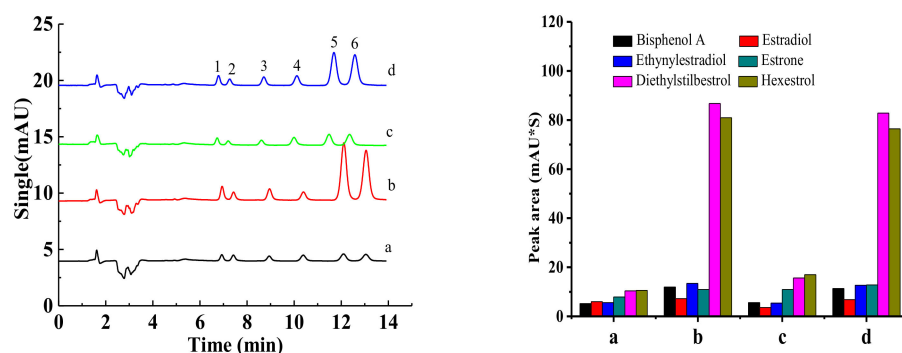 25
20
15
10
5
0
Single(mAU)
1
2
3
4
5
6
d
c
b
a
0 2 4 6 8 10 12 14
Time (min)
120
100
80
60
40
20
0
Peak area (mAU*S)
Bisphenol A Estradiol
Ethynylestradiol Estrone
Diethylstilbestrol Hexestrol
a b c d